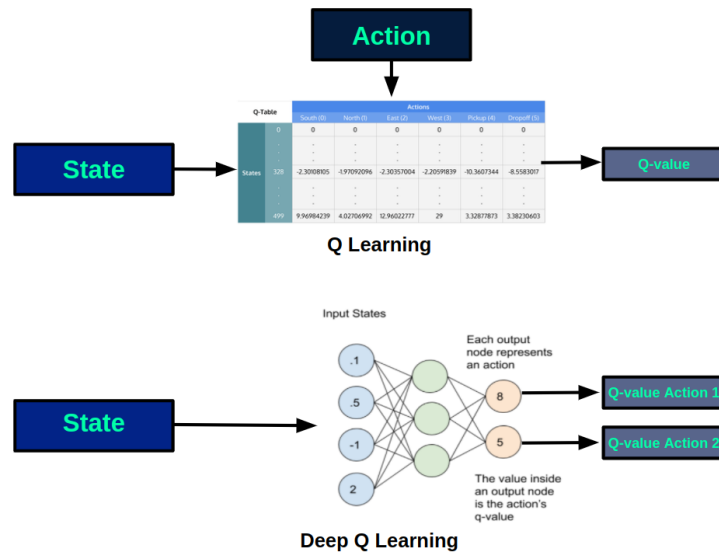 Action
Q-Table
Actions
South (0) North (1) East (2) West (3) Pickup (4) Dropoff (5)
0 0 0 0 0 0 0
State
States 328 -2.30108105 -1.97092096 -2.30357004 -2.20591839 -10.3607344 -8.5583017
Q-value
499 9.96984239 4.02706992 12.96022777 29 3.32877873 3.38230603
Q Learning
Input States
Each output
node represents
an action
.1
.5
-1
2
8
5
State
Q-value Action 1
Q-value Action 2
The value inside
an output node
is the action's
q-value
Deep Q Learning